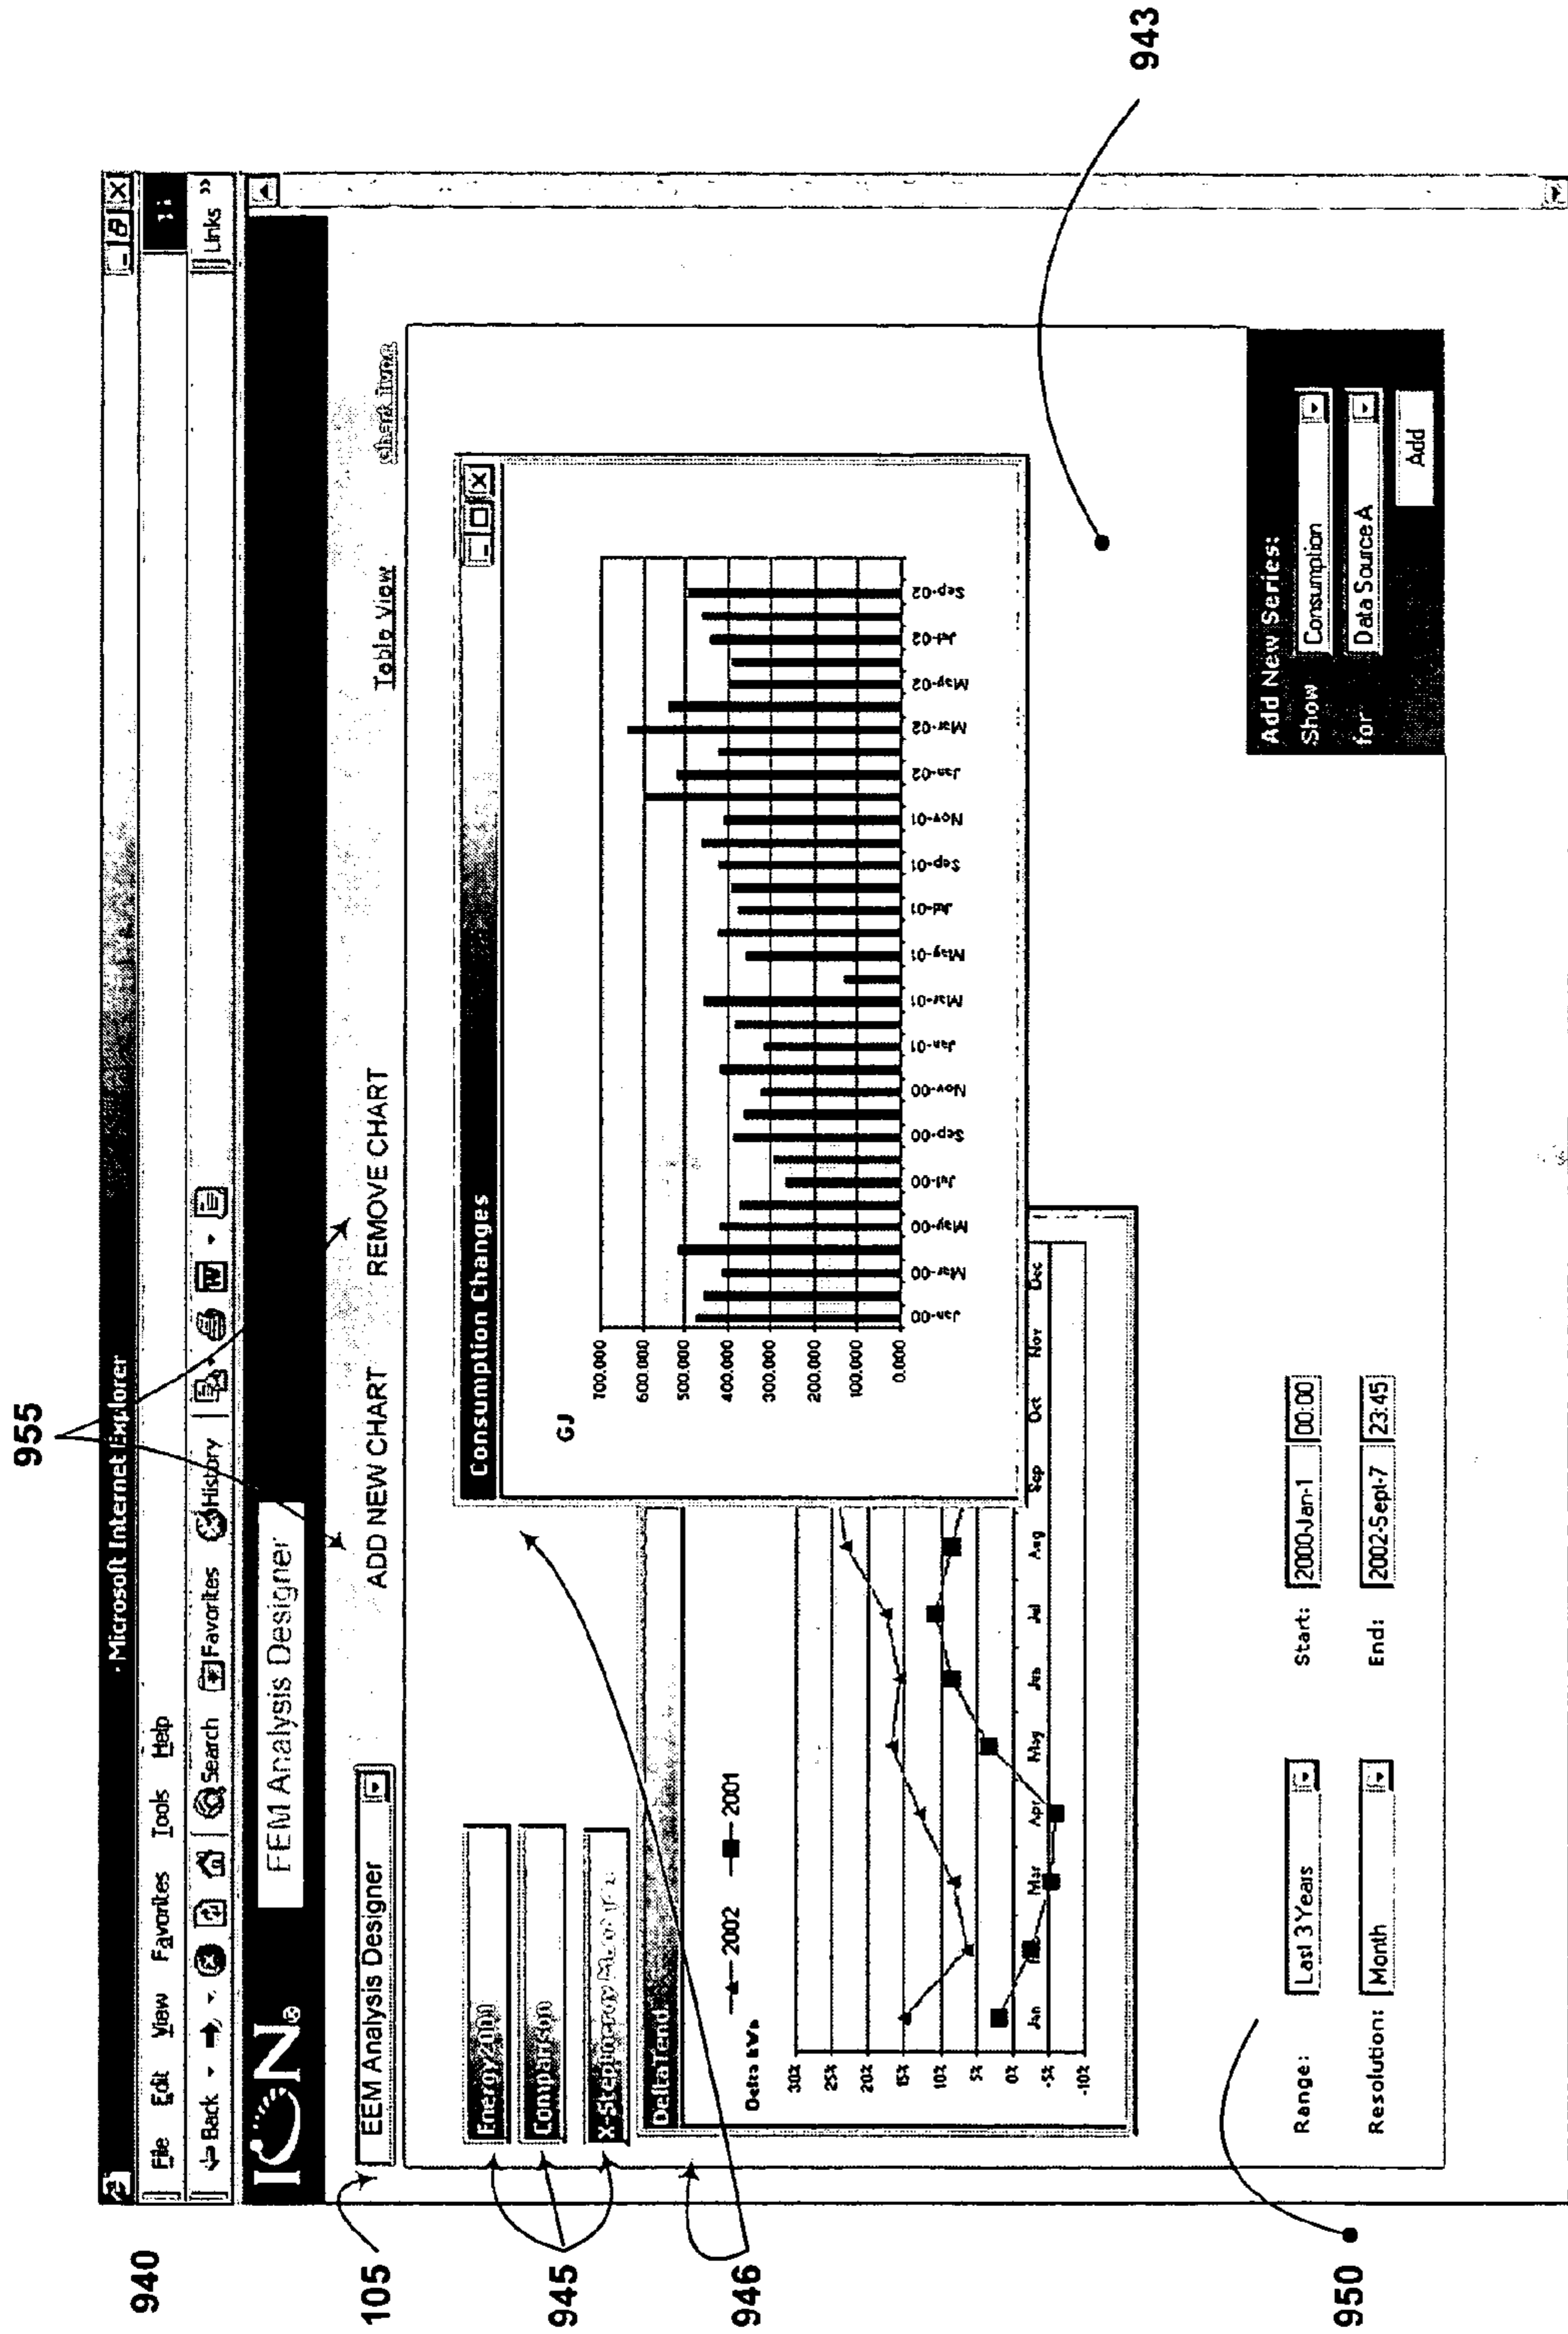 940
955
- Microsoft Internet Explorer
File Edit View Favorites Tools Help
Back Search Favorites History Links »
ION®
EEM Analysis Designer
105
EEM Analysis Designer
ADD NEW CHART
REMOVE CHART
Table View
945
Energy2001
Comparison
946
DeltaTend
2002
2001
Delta kVa
30%
25%
20%
15%
10%
5%
0%
-5%
-10%
Jan Mar Apr May Jun Jul Aug Sep Oct Nov Dec
Consumption Changes
GJ
700.000
600.000
500.000
400.000
300.000
200.000
100.000
0.000
Jan-00 Mar-00 May-00 Jul-00 Sep-00 Nov-00 Jan-01 Mar-01 May-01 Jul-01 Sep-01 Nov-01 Jan-02 Mar-02 May-02 Jul-02 Sep-02
943
950
Range: Last 3 Years
Start: 2000-Jan-1 00:00
Resolution: Month
End: 2002-Sept-7 23:45
Add New Series:
Show Consumption
for Data Source A
Add